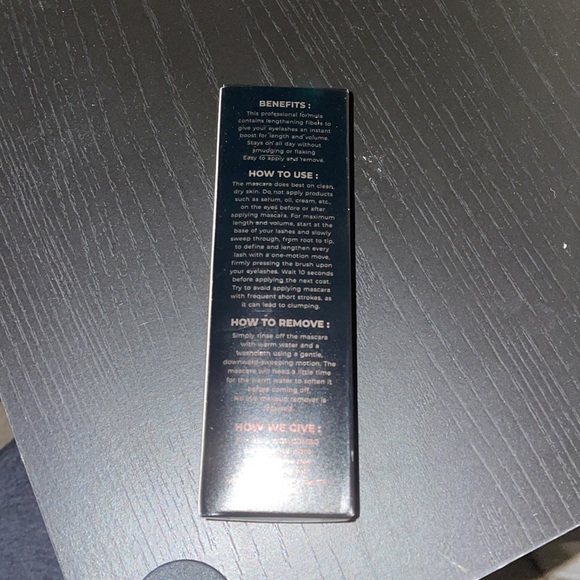 BENEFITS :
This professional formula
contains lengthening fibers to
give your eyelashes an instant
boost for length and volume.
Stays on all day without
smudging or flaking
Easy to apply and remove.
HOW TO USE :
The mascara does best on clean,
dry skin. Do not apply products
such as serum, oil, cream, etc.,
on the eyes before or after
applying mascara. For maximum
length and volume, start at the
base of your lashes and slowly
sweep through, from root to tip,
to define and lengthen every
lash with a one-motion move,
firmly pressing the brush upon
your eyelashes. Wait 10 seconds
before applying the next coat.
Try to avoid applying mascara
with frequent short strokes, as
it can lead to clumping.
HOW TO REMOVE :
Simply rinse off the mascara
with warm water and a
washcloth using a gentle,
downward-sweeping motion. The
mascara will need a little time
for the warm water to soften it
before coming off.
makeup remover is
HOW WE GIVE :